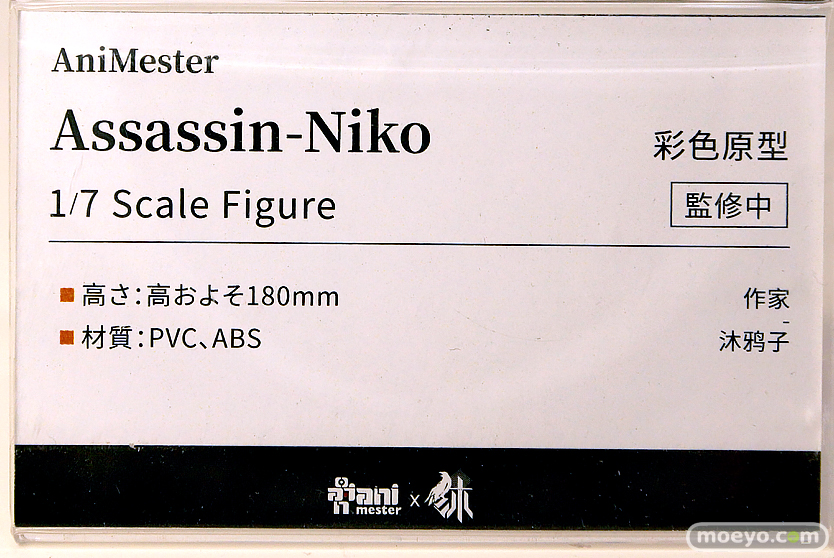 AniMester
Assassin-Niko
彩色原型
1/7 Scale Figure
監修中
■ 高さ：高およそ180mm
■ 材質：PVC、ABS
作家
-
沐鸦子
ani
mester
x
moeyo.com